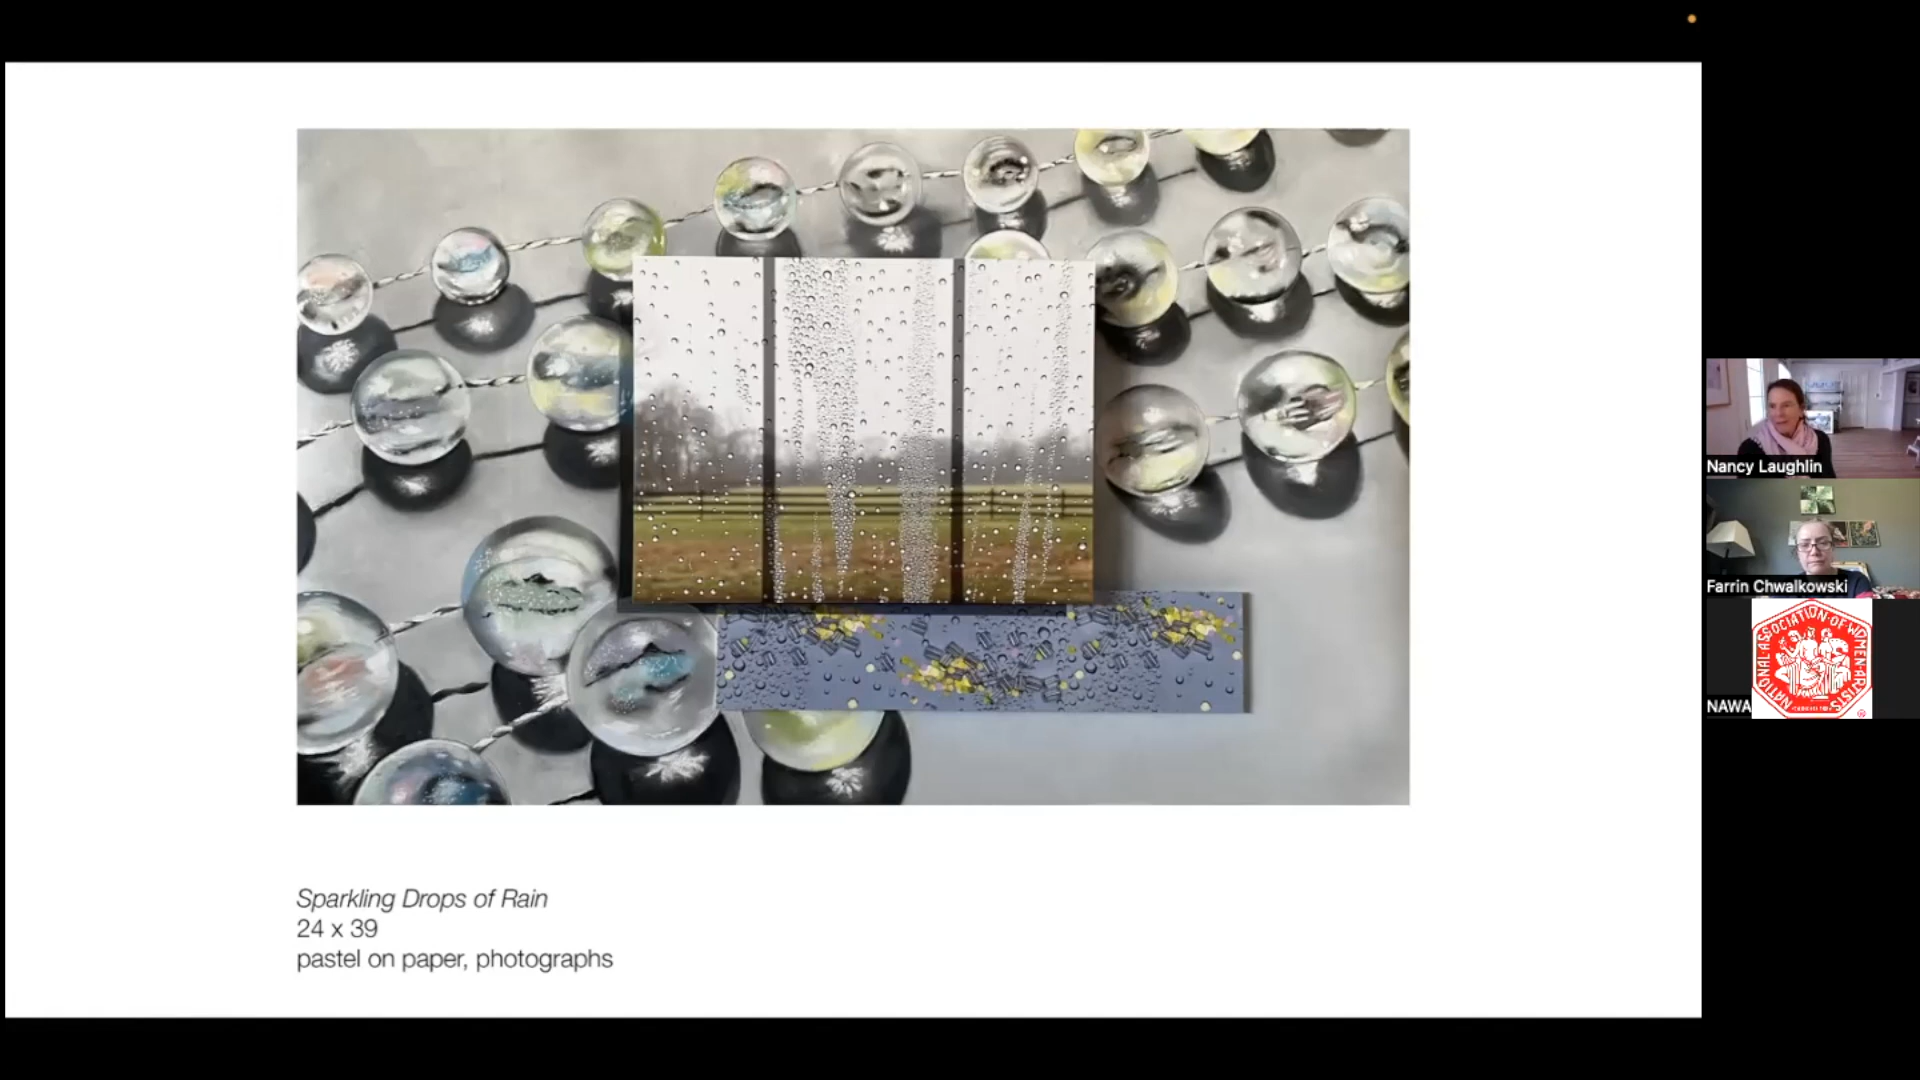 Sparkling Drops of Rain
24 x 39
pastel on paper, photographs
Nancy Laughlin
Farrin Chwalkowski
NATIONAL·ASSOCIATION·OF·WOMEN·ARTISTS
®
NAWA